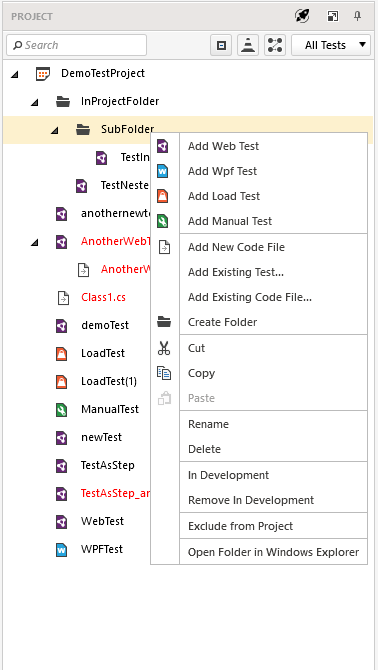 PROJECT
Search
All Tests
DemoTestProject
InProjectFolder
SubFolder
TestIn
TestNeste
anothernewte
AnotherWebT
AnotherW
Class1.cs
demoTest
LoadTest
LoadTest(1)
ManualTest
newTest
TestAsStep
TestAsStep_ar
WebTest
WPFTest
Add Web Test
Add Wpf Test
Add Load Test
Add Manual Test
Add New Code File
Add Existing Test...
Add Existing Code File...
Create Folder
Cut
Copy
Paste
Rename
Delete
In Development
Remove In Development
Exclude from Project
Open Folder in Windows Explorer